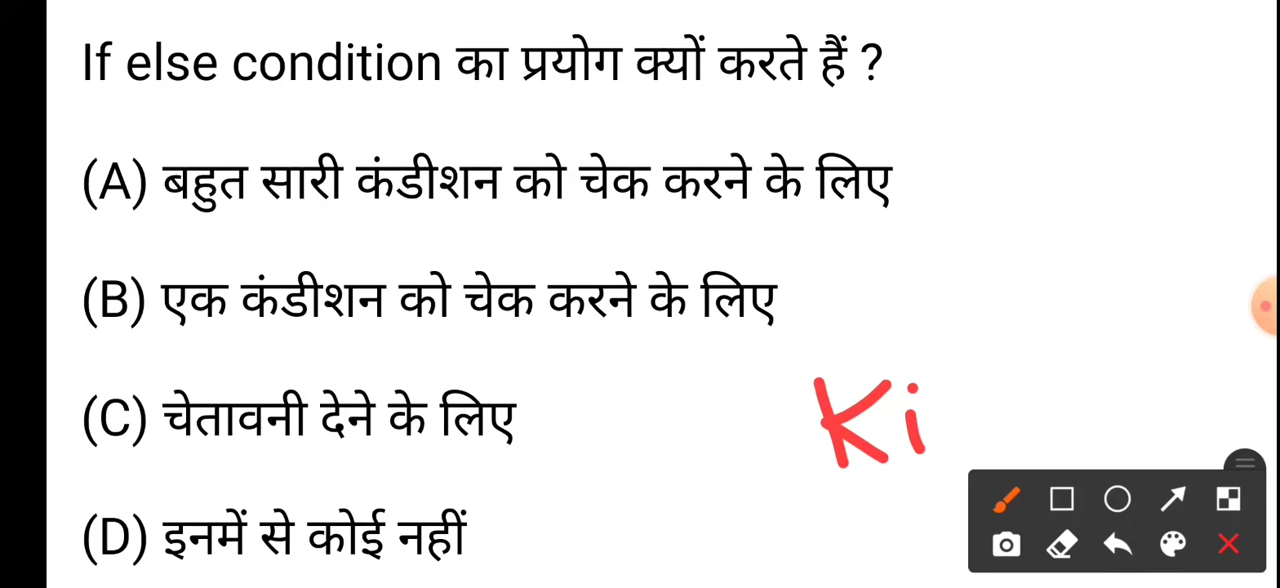 If else condition का प्रयोग क्यों करते हैं ?
(A) बहुत सारी कंडीशन को चेक करने के लिए
(B) एक कंडीशन को चेक करने के लिए
(C) चेतावनी देने के लिए
Ki
(D) इनमें से कोई नहीं